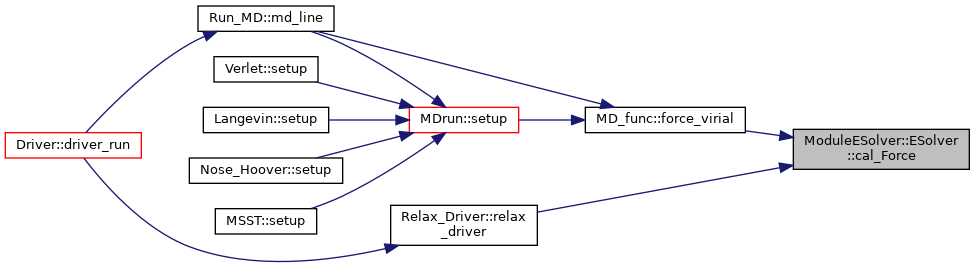 Run_MD::md_line
Verlet::setup
Langevin::setup
MDrun::setup
MD_func::force_virial
Driver::driver_run
ModuleESolver::ESolver
::cal_Force
Nose_Hoover::setup
MSST::setup
Relax_Driver::relax
_driver